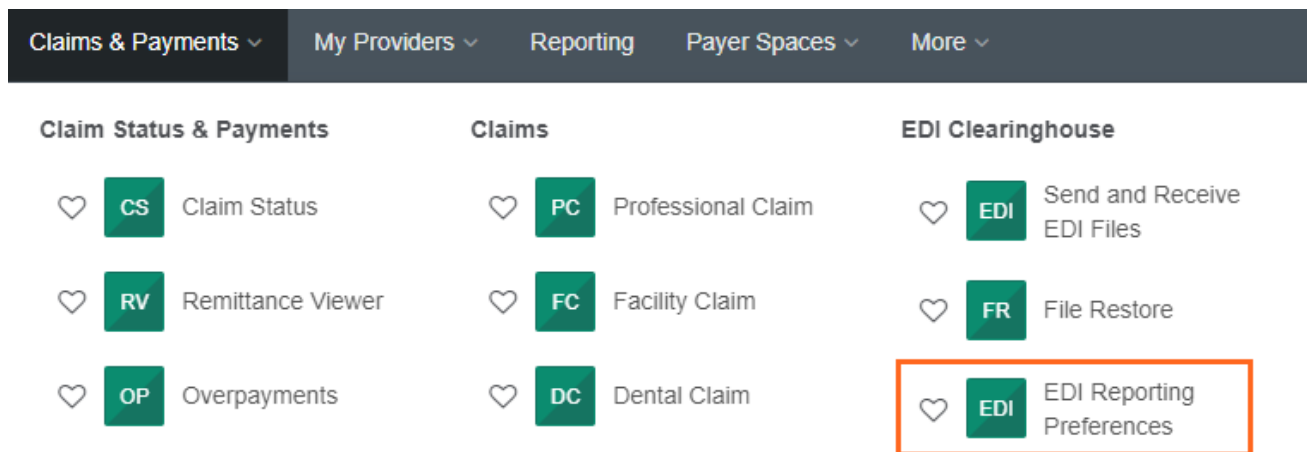 Claims & Payments
My Providers
Reporting
Payer Spaces
More
Claim Status & Payments
CS Claim Status
RV Remittance Viewer
OP Overpayments
Claims
PC Professional Claim
FC Facility Claim
DC Dental Claim
EDI Clearinghouse
EDI Send and Receive
EDI Files
FR File Restore
EDI EDI Reporting
Preferences